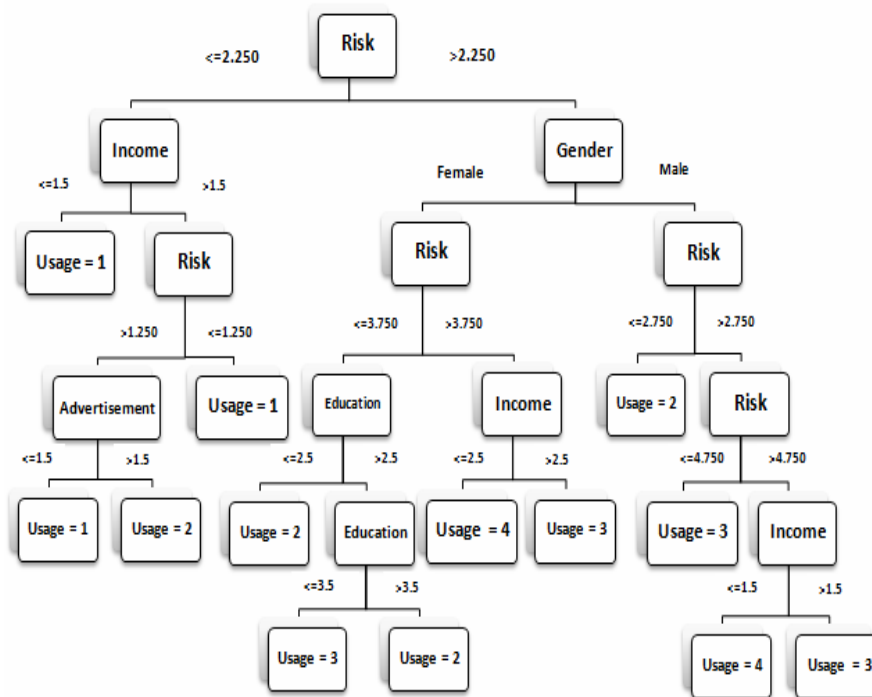 Risk
<=2.250 >2.250
Income Gender
Female Male
<=1.5 >1.5
Usage = 1 Risk Risk Risk
>1.250 <=1.250 <=3.750 >3.750 <=2.750 >2.750
Advertisement Usage = 1 Education Income Usage = 2 Risk
<=1.5 >1.5 <=2.5 >2.5 <=2.5 >2.5 <=4.750 >4.750
Usage = 1 Usage = 2 Usage = 2 Education Usage = 4 Usage = 3 Usage = 3 Income
<=3.5 >3.5 <=1.5 >1.5
Usage = 3 Usage = 2 Usage = 4 Usage = 3